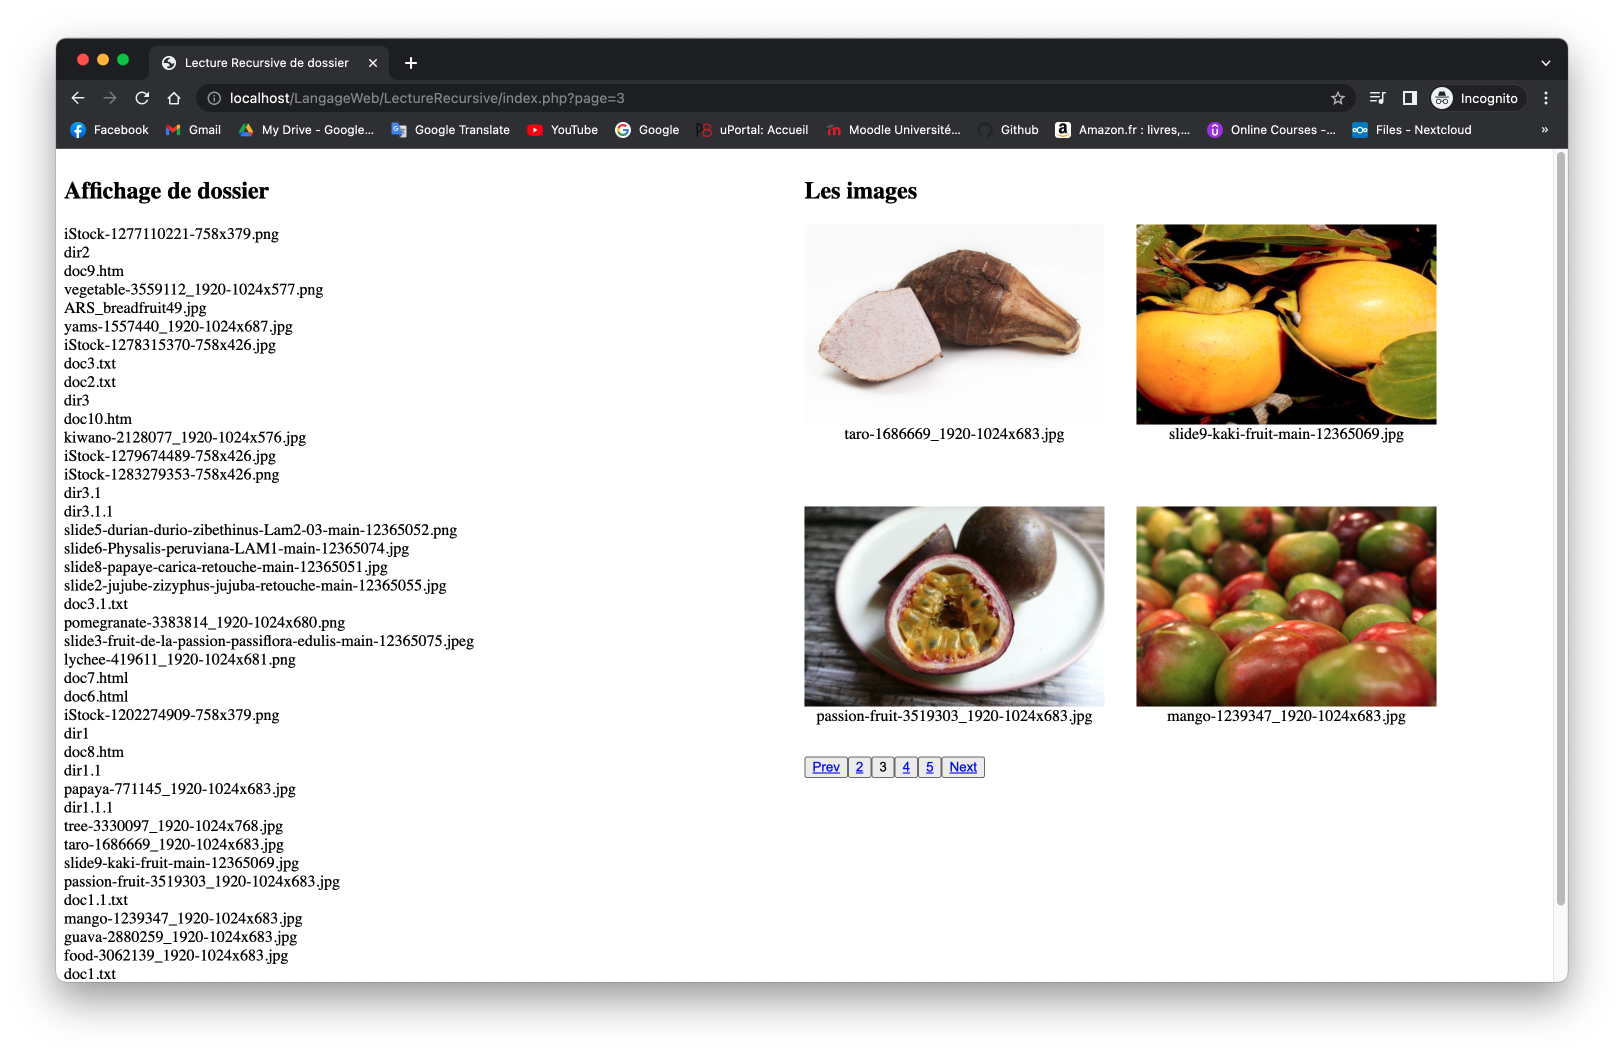 Lecture Recursive de dossier
localhost/LangageWeb/LectureRecursive/index.php?page=3
Incognito
Facebook
Gmail
My Drive - Google...
Google Translate
YouTube
Google
uPortal: Accueil
Moodle Université...
Github
Amazon.fr : livres,...
Online Courses -...
Files - Nextcloud
»
Affichage de dossier
iStock-1277110221-758x379.png
dir2
doc9.htm
vegetable-3559112_1920-1024x577.png
ARS_breadfruit49.jpg
yams-1557440_1920-1024x687.jpg
iStock-1278315370-758x426.jpg
doc3.txt
doc2.txt
dir3
doc10.htm
kiwano-2128077_1920-1024x576.jpg
iStock-1279674489-758x426.jpg
iStock-1283279353-758x426.png
dir3.1
dir3.1.1
slide5-durian-durio-zibethinus-Lam2-03-main-12365052.png
slide6-Physalis-peruviana-LAM1-main-12365074.jpg
slide8-papaye-carica-retouche-main-12365051.jpg
slide2-jujube-zizyphus-jujuba-retouche-main-12365055.jpg
doc3.1.txt
pomegranate-3383814_1920-1024x680.png
slide3-fruit-de-la-passion-passiflora-edulis-main-12365075.jpeg
lychee-419611_1920-1024x681.png
doc7.html
doc6.html
iStock-1202274909-758x379.png
dir1
doc8.htm
dir1.1
papaya-771145_1920-1024x683.jpg
dir1.1.1
tree-3330097_1920-1024x768.jpg
taro-1686669_1920-1024x683.jpg
slide9-kaki-fruit-main-12365069.jpg
passion-fruit-3519303_1920-1024x683.jpg
doc1.1.txt
mango-1239347_1920-1024x683.jpg
guava-2880259_1920-1024x683.jpg
food-3062139_1920-1024x683.jpg
doc1.txt
Les images
taro-1686669_1920-1024x683.jpg
slide9-kaki-fruit-main-12365069.jpg
passion-fruit-3519303_1920-1024x683.jpg
mango-1239347_1920-1024x683.jpg
Prev 2 3 4 5 Next